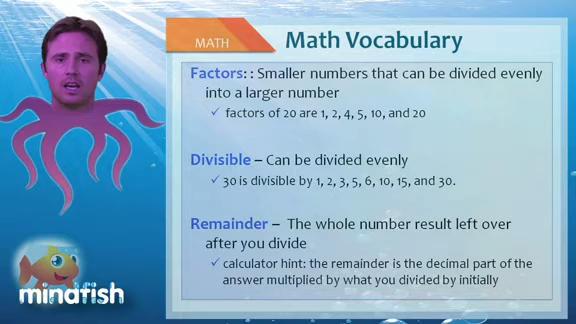 MATH
Math Vocabulary
Factors: : Smaller numbers that can be divided evenly
into a larger number
✓ factors of 20 are 1, 2, 4, 5, 10, and 20
Divisible – Can be divided evenly
✓ 30 is divisible by 1, 2, 3, 5, 6, 10, 15, and 30.
Remainder – The whole number result left over
after you divide
✓ calculator hint: the remainder is the decimal part of the
answer multiplied by what you divided by initially
mindfish